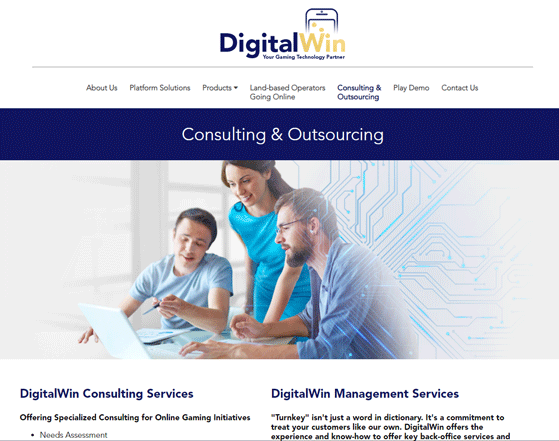 DigitalWin
Your Gaming Technology Partner
About Us
Platform Solutions
Products
Land-based Operators
Going Online
Consulting &
Outsourcing
Play Demo
Contact Us
Consulting & Outsourcing
DigitalWin Consulting Services
Offering Specialized Consulting for Online Gaming Initiatives
• Needs Assessment
DigitalWin Management Services
"Turnkey" isn't just a word in dictionary. It's a commitment to
treat your customers like our own. DigitalWin offers the
experience and know-how to offer key back-office services and